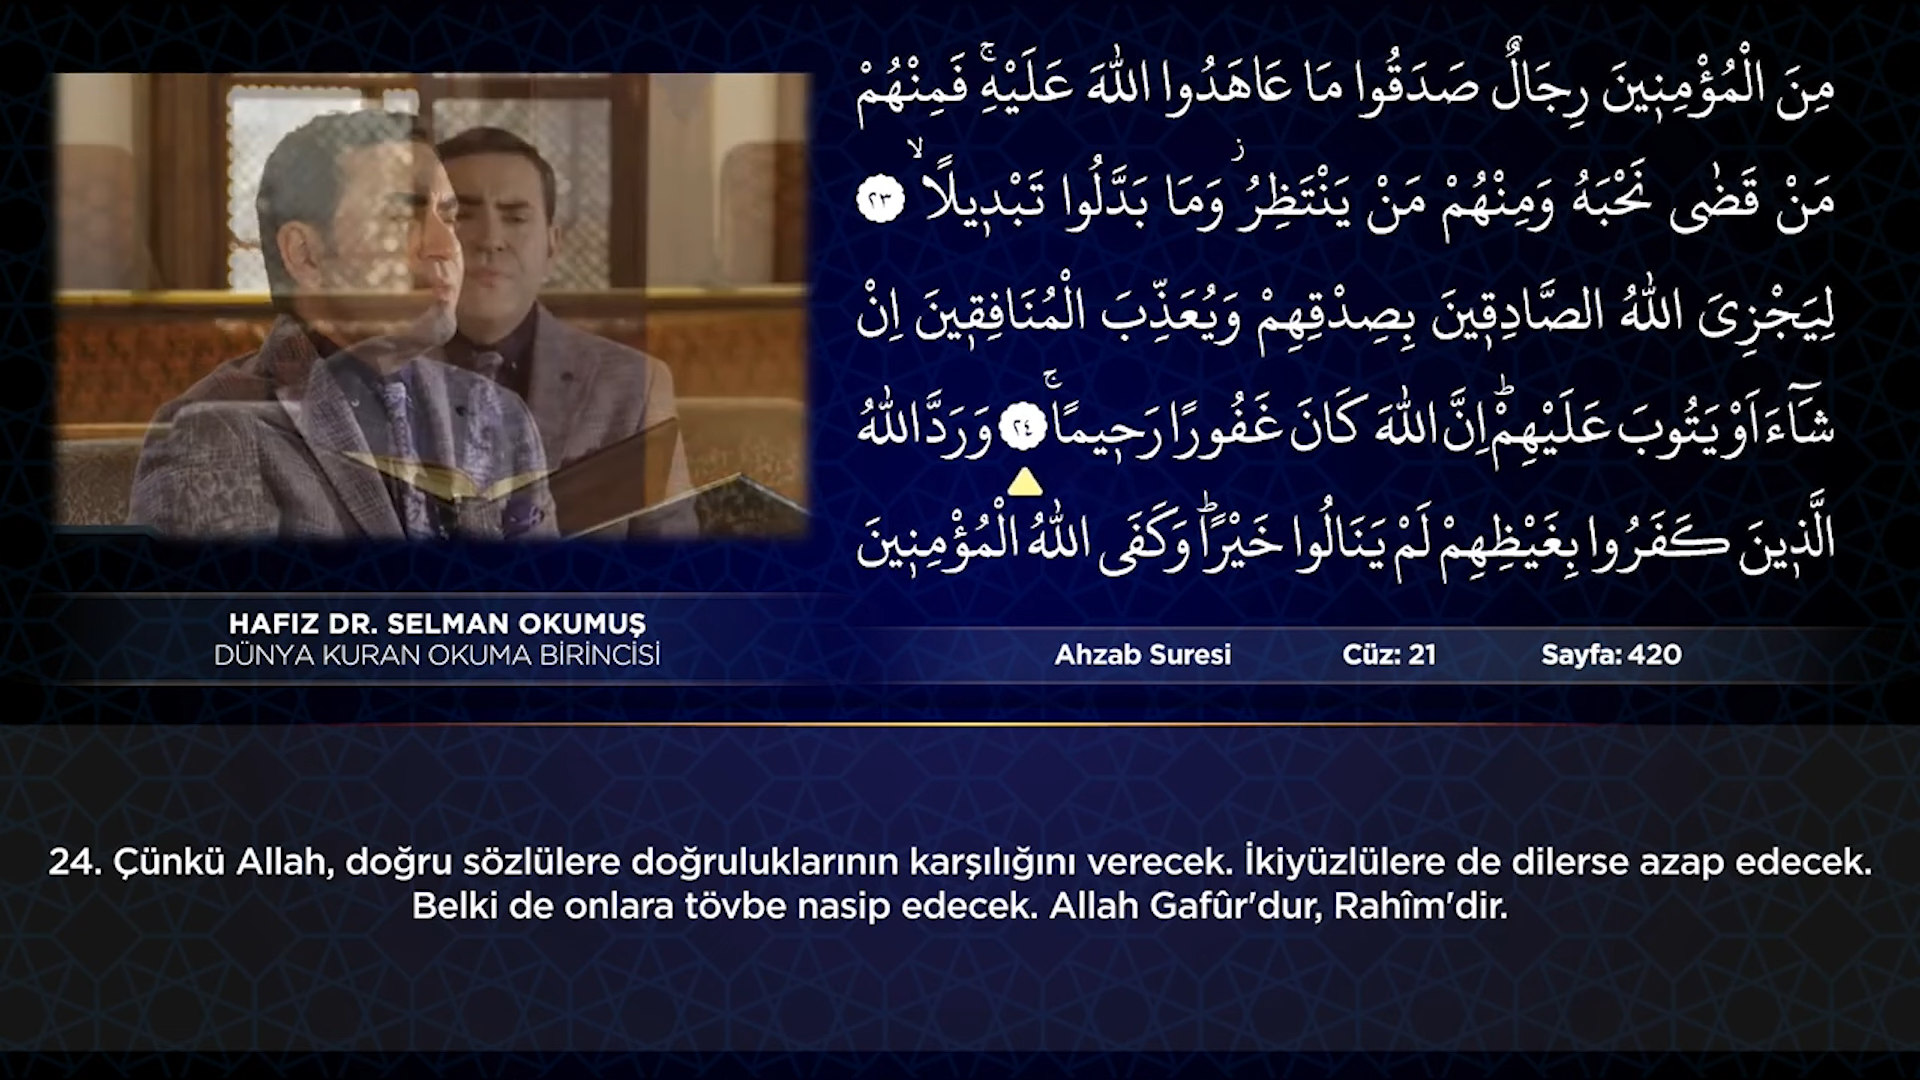 مِنَ الْمُؤْمِن۪ينَ رِجَالٌ صَدَقُوا مَا عَاهَدُوا اللّٰهَ عَلَيْهِۚ فَمِنْهُمْ
مَنْ قَضٰى نَحْبَهُ وَمِنْهُمْ مَنْ يَنْتَظِرُۘ وَمَا بَدَّلُوا تَبْد۪يلًاۙ ٢٣
لِيَجْزِيَ اللّٰهُ الصَّادِق۪ينَ بِصِدْقِهِمْ وَيُعَذِّبَ الْمُنَافِق۪ينَ اِنْ
شَٓاءَ اَوْ يَتُوبَ عَلَيْهِمْؕ اِنَّ اللّٰهَ كَانَ غَفُورًا رَح۪يمًاۚ ٢٤ وَرَدَّ اللّٰهُ
الَّذ۪ينَ كَفَرُوا بِغَيْظِهِمْ لَمْ يَنَالُوا خَيْرًاؕ وَكَفَى اللّٰهُ الْمُؤْمِن۪ينَ
HAFIZ DR. SELMAN OKUMUŞ
DÜNYA KURAN OKUMA BİRİNCİSİ
Ahzab Suresi Cüz: 21 Sayfa: 420
24. Çünkü Allah, doğru sözlülere doğruluklarının karşılığını verecek. İkiyüzlülere de dilerse azap edecek.
Belki de onlara tövbe nasip edecek. Allah Gafûr'dur, Rahîm'dir.